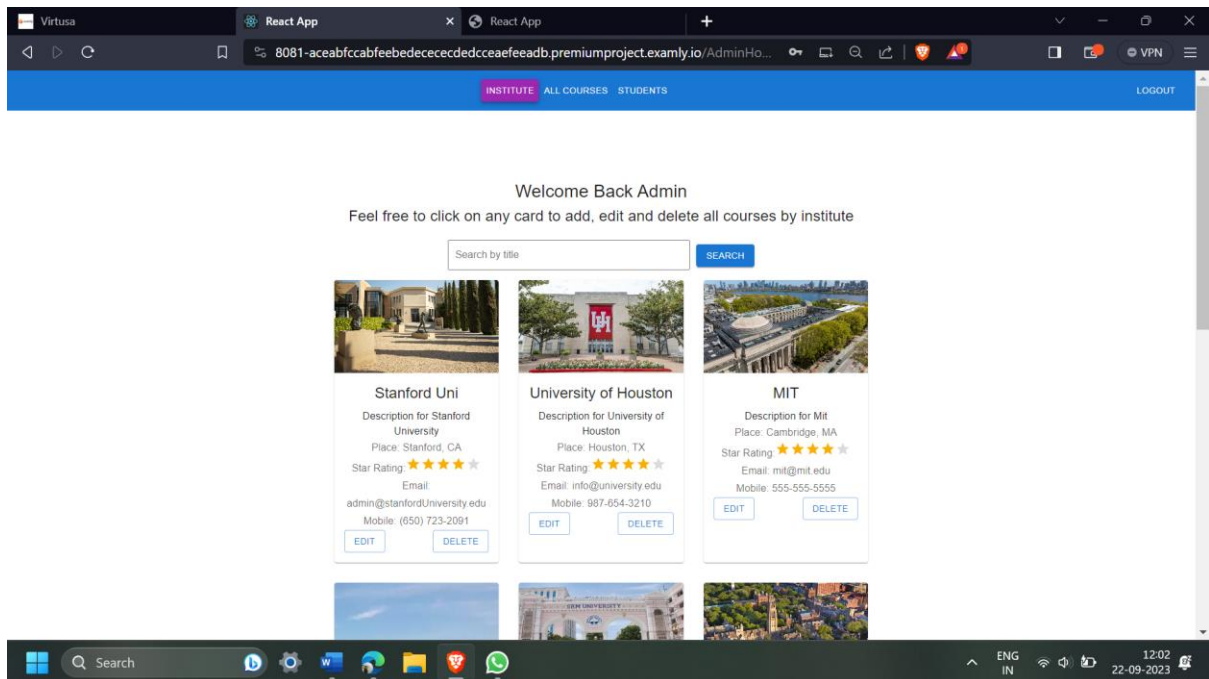 Virtusa
React App
React App
8081-aceabfccabfeebedecececdedcceaefeeadb.premiumproject.examly.io/AdminHo...
VPN
INSTITUTE ALL COURSES STUDENTS
LOGOUT
Welcome Back Admin
Feel free to click on any card to add, edit and delete all courses by institute
Search by title
SEARCH
Stanford Uni
Description for Stanford
University
Place: Stanford, CA
Star Rating:
Email:
admin@stanfordUniversity.edu
Mobile: (650) 723-2091
EDIT DELETE
University of Houston
Description for University of
Houston
Place: Houston, TX
Star Rating:
Email: info@university.edu
Mobile: 987-654-3210
EDIT DELETE
MIT
Description for Mit
Place: Cambridge, MA
Star Rating:
Email: mit@mit.edu
Mobile: 555-555-5555
EDIT DELETE
SRM UNIVERSITY
Search
ENG
IN
12:02
22-09-2023